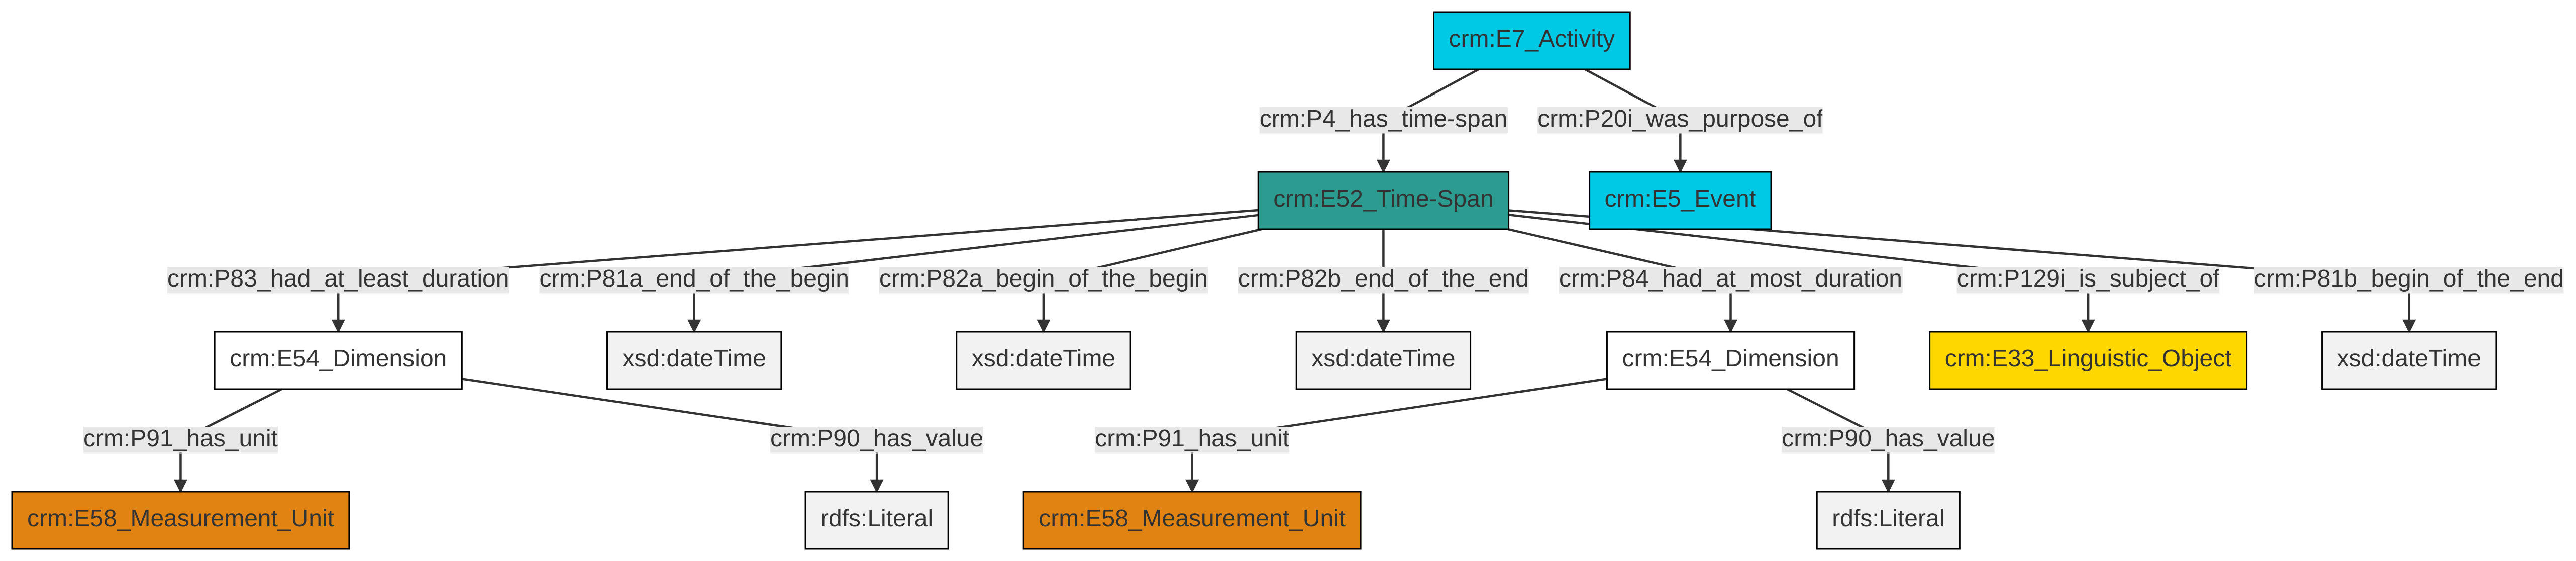 crm:E7_Activity
crm:P4_has_time-span
crm:P20i_was_purpose_of
crm:E52_Time-Span
crm:E5_Event
crm:P83_had_at_least_duration
crm:P81a_end_of_the_begin
crm:P82a_begin_of_the_begin
crm:P82b_end_of_the_end
crm:P84_had_at_most_duration
crm:P129i_is_subject_of
crm:P81b_begin_of_the_end
crm:E54_Dimension
xsd:dateTime
xsd:dateTime
xsd:dateTime
crm:E54_Dimension
crm:E33_Linguistic_Object
xsd:dateTime
crm:P91_has_unit
crm:P90_has_value
crm:P91_has_unit
crm:P90_has_value
crm:E58_Measurement_Unit
rdfs:Literal
crm:E58_Measurement_Unit
rdfs:Literal